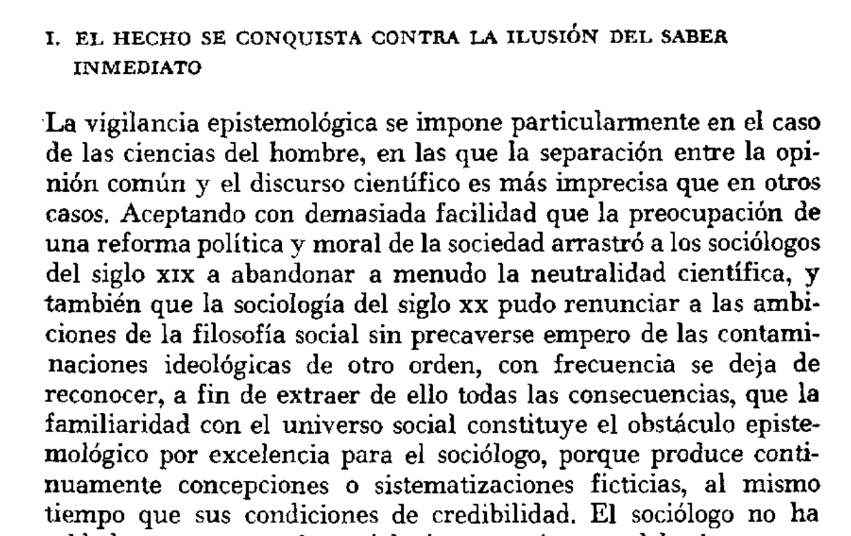 I. EL HECHO SE CONQUISTA CONTRA LA ILUSIÓN DEL SABER
INMEDIATO
La vigilancia epistemológica se impone particularmente en el caso
de las ciencias del hombre, en las que la separación entre la opi-
nión común y el discurso científico es más imprecisa que en otros
casos. Aceptando con demasiada facilidad que la preocupación de
una reforma política y moral de la sociedad arrastró a los sociólogos
del siglo XIX a abandonar a menudo la neutralidad científica, y
también que la sociología del siglo XX pudo renunciar a las ambi-
ciones de la filosofía social sin precaverse empero de las contami-
naciones ideológicas de otro orden, con frecuencia se deja de
reconocer, a fin de extraer de ello todas las consecuencias, que la
familiaridad con el universo social constituye el obstáculo episte-
mológico por excelencia para el sociólogo, porque produce conti-
nuamente concepciones o sistematizaciones ficticias, al mismo
tiempo que sus condiciones de credibilidad. El sociólogo no ha